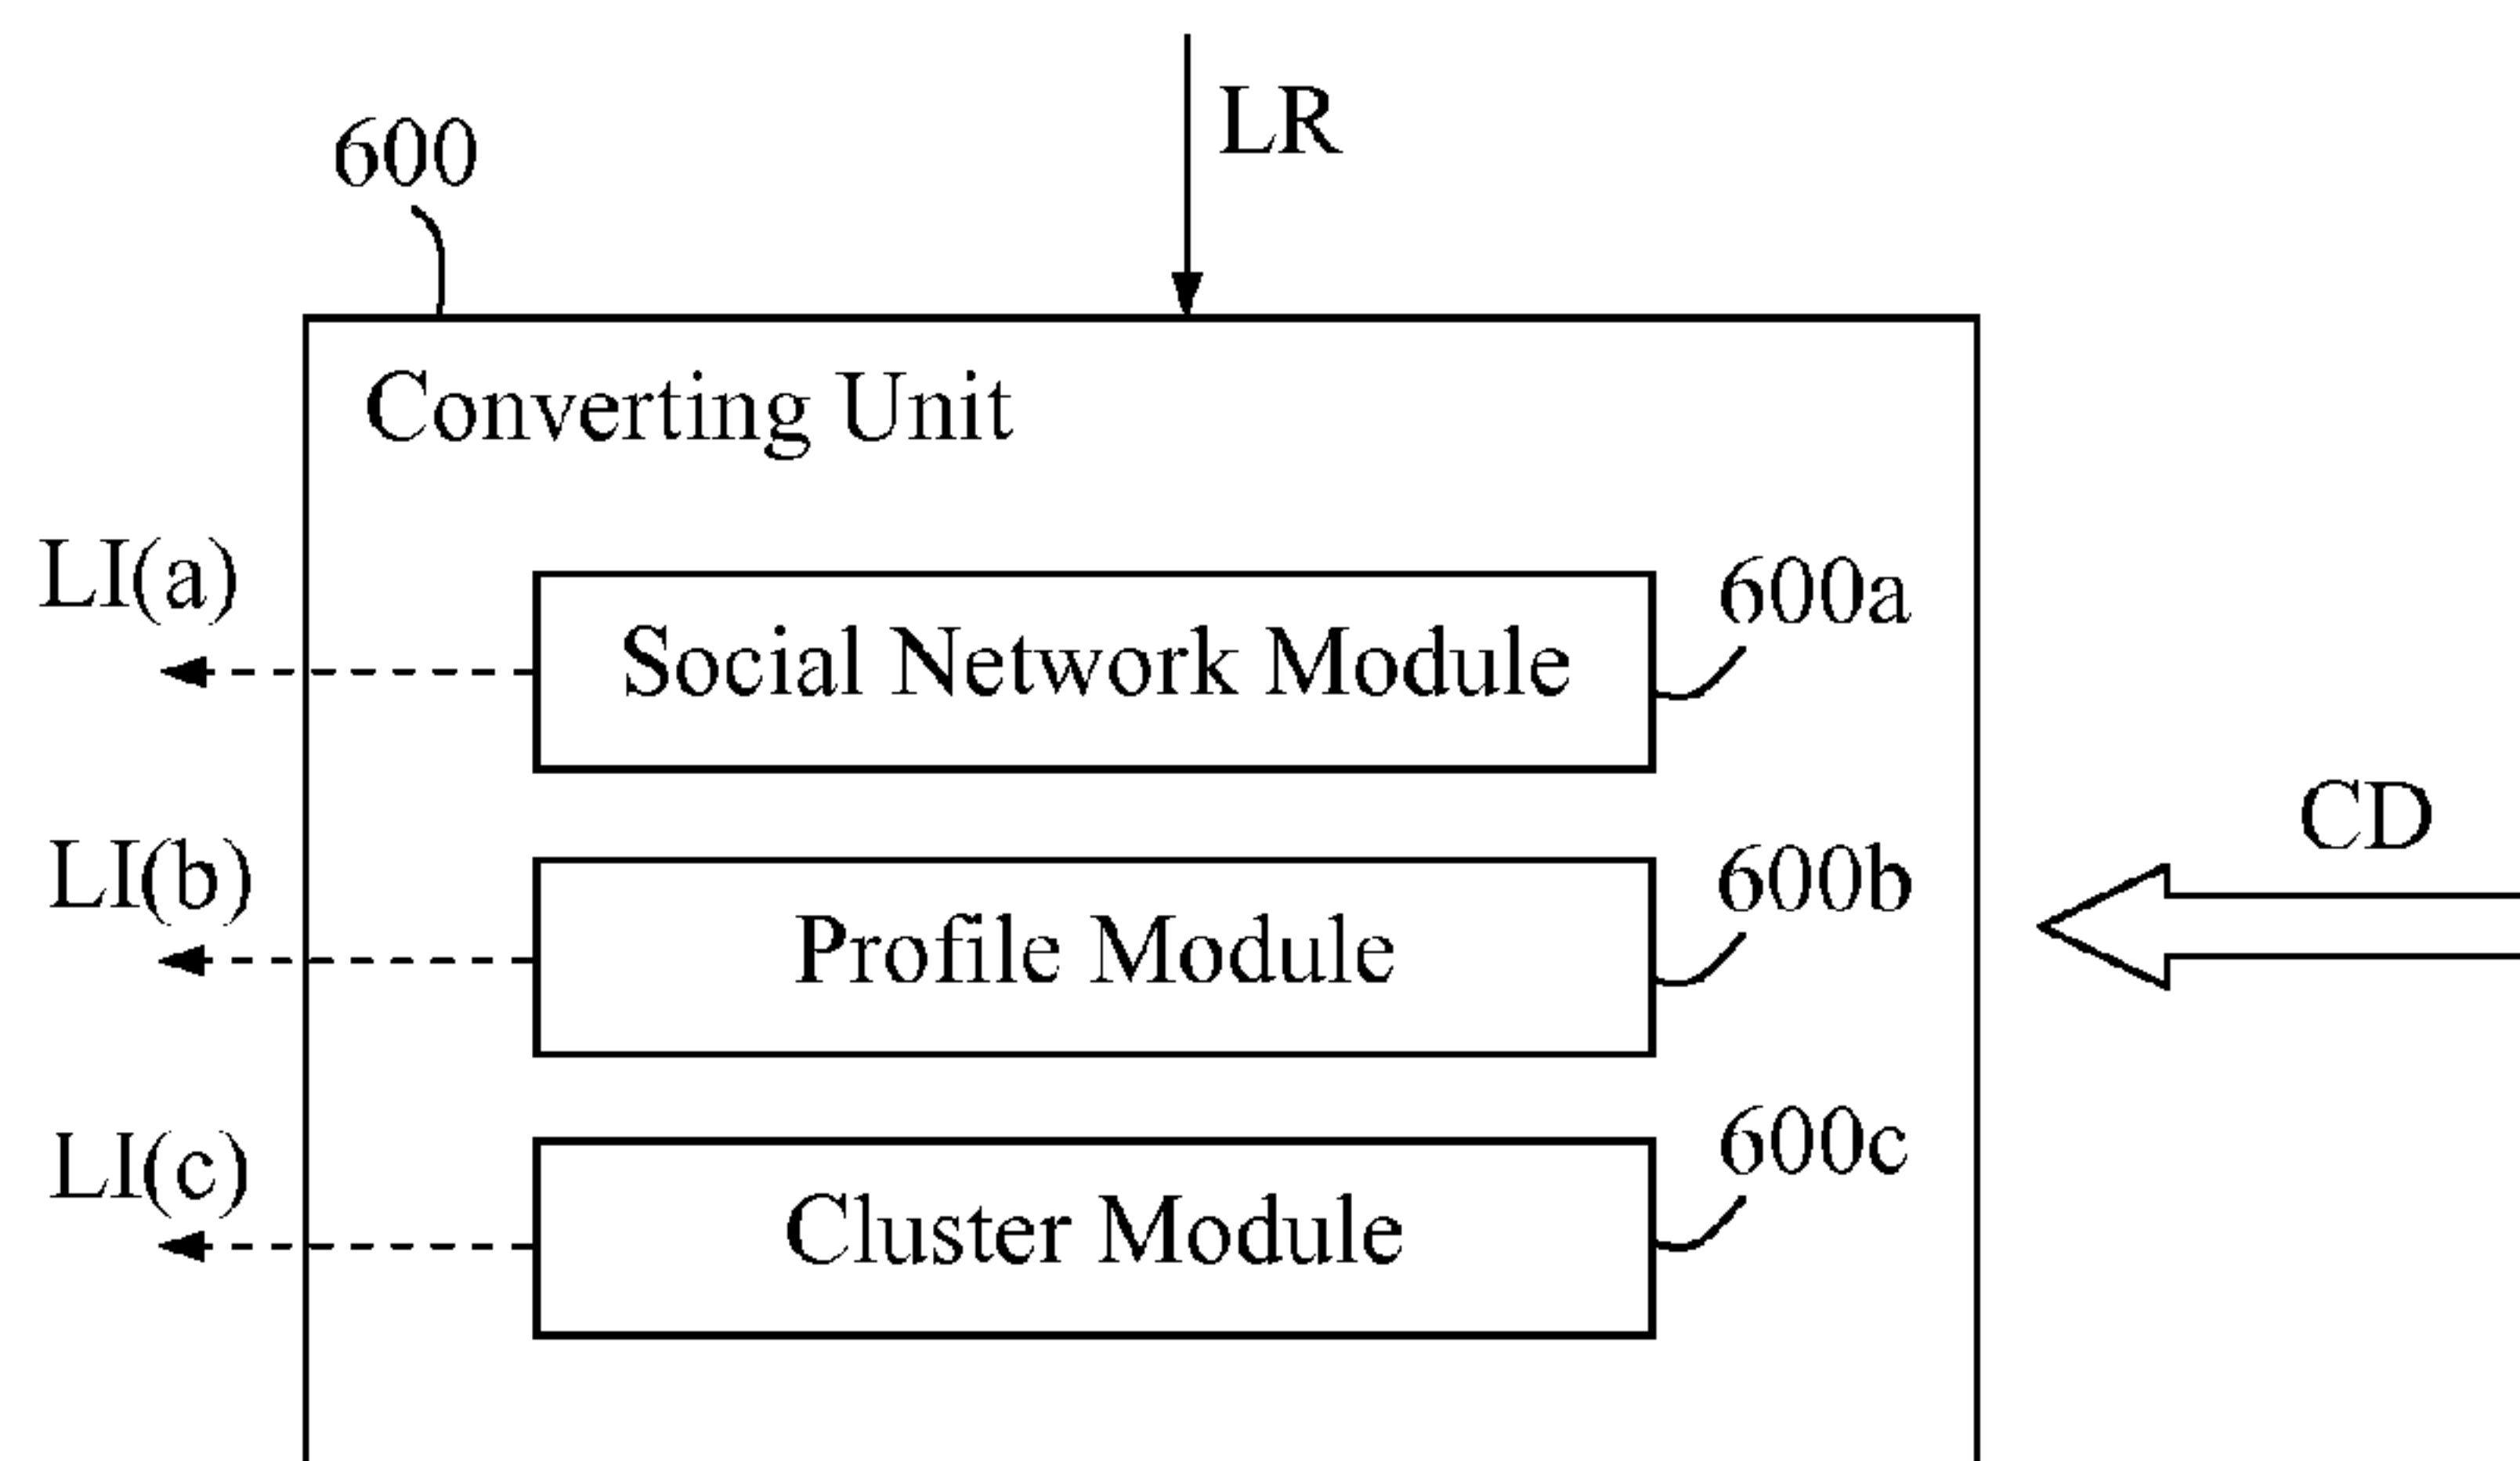 LR
600
Converting Unit
LI(a)
600a
Social Network Module
CD
LI(b)
600b
Profile Module
LI(c)
600c
Cluster Module